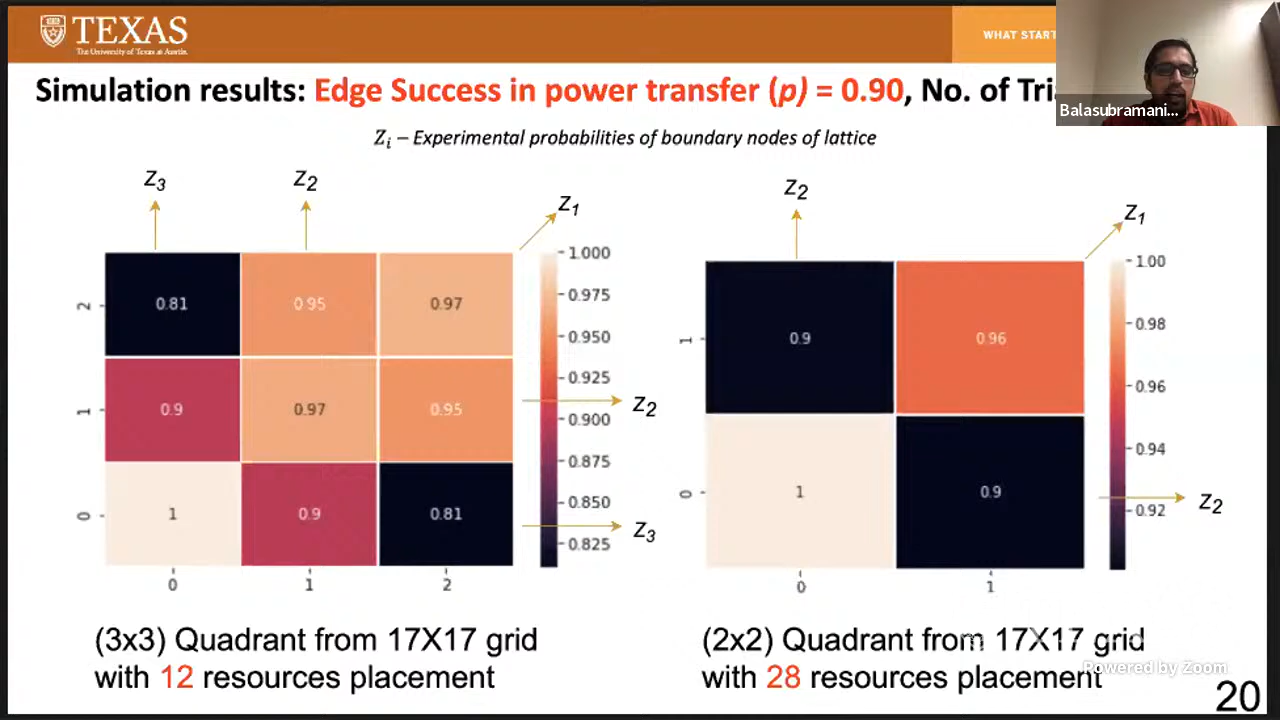 TEXAS
The University of Texas at Austin
WHAT START
Simulation results: Edge Success in power transfer (p) = 0.90, No. of
Balasubramani...
Zi – Experimental probabilities of boundary nodes of lattice
Z3 Z2 Z1
2 0.81 0.95 0.97
1 0.9 0.97 0.95 Z2
0 1 0.9 0.81 Z3
0 1 2
1.000
0.975
0.950
0.925
0.900
0.875
0.850
0.825
(3x3) Quadrant from 17X17 grid
with 12 resources placement
Z2 Z1
1 0.9 0.96
0 1 0.9 Z2
0 1
1.00
0.98
0.96
0.94
0.92
(2x2) Quadrant from 17X17 grid
with 28 resources placement
Powered by Zoom
20